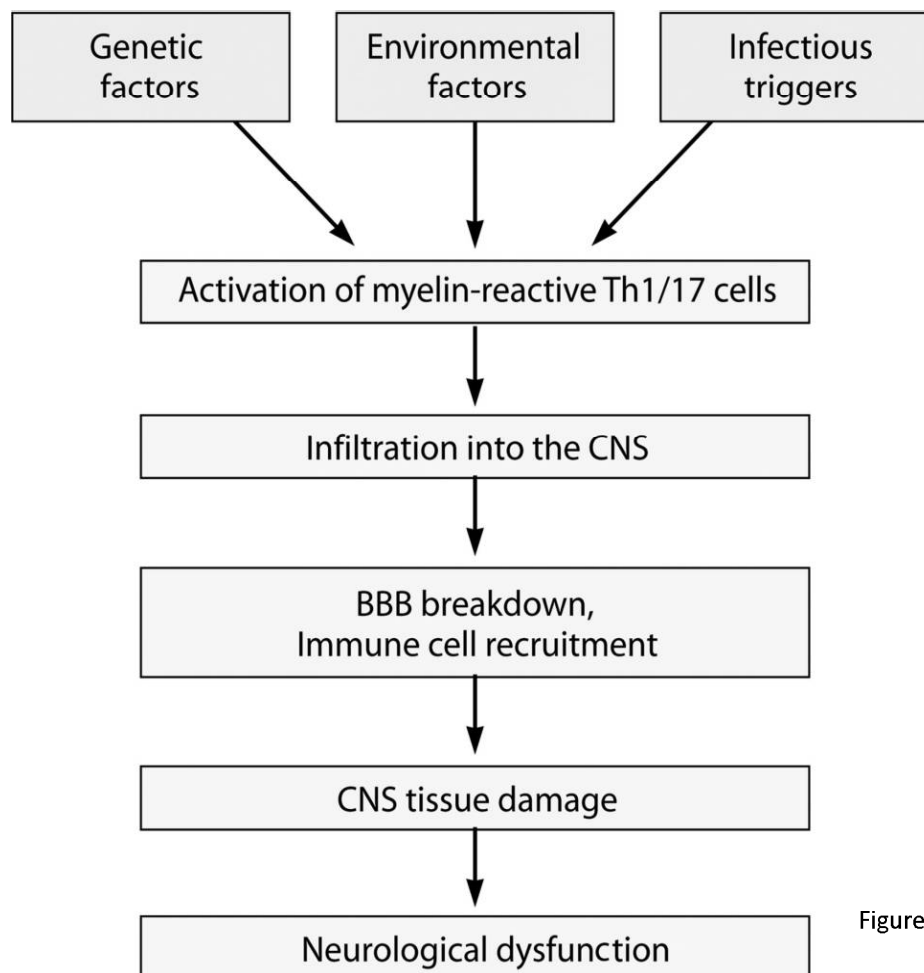 Genetic
factors
Environmental
factors
Infectious
triggers
Activation of myelin-reactive Th1/17 cells
Infiltration into the CNS
BBB breakdown,
Immune cell recruitment
CNS tissue damage
Neurological dysfunction
Figure